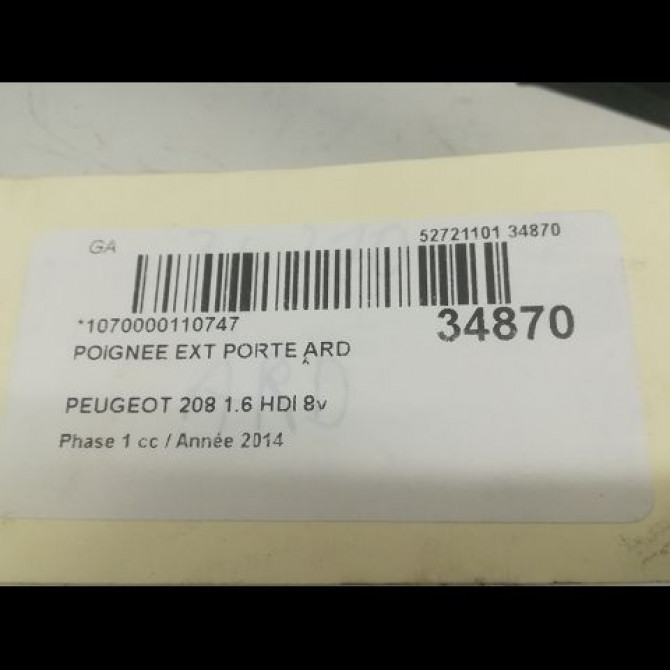 GA
52721101 34870
*1070000110747
34870
POIGNEE EXT PORTE ARD
PEUGEOT 208 1.6 HDI 8v
Phase 1 cc / Année 2014
ARD